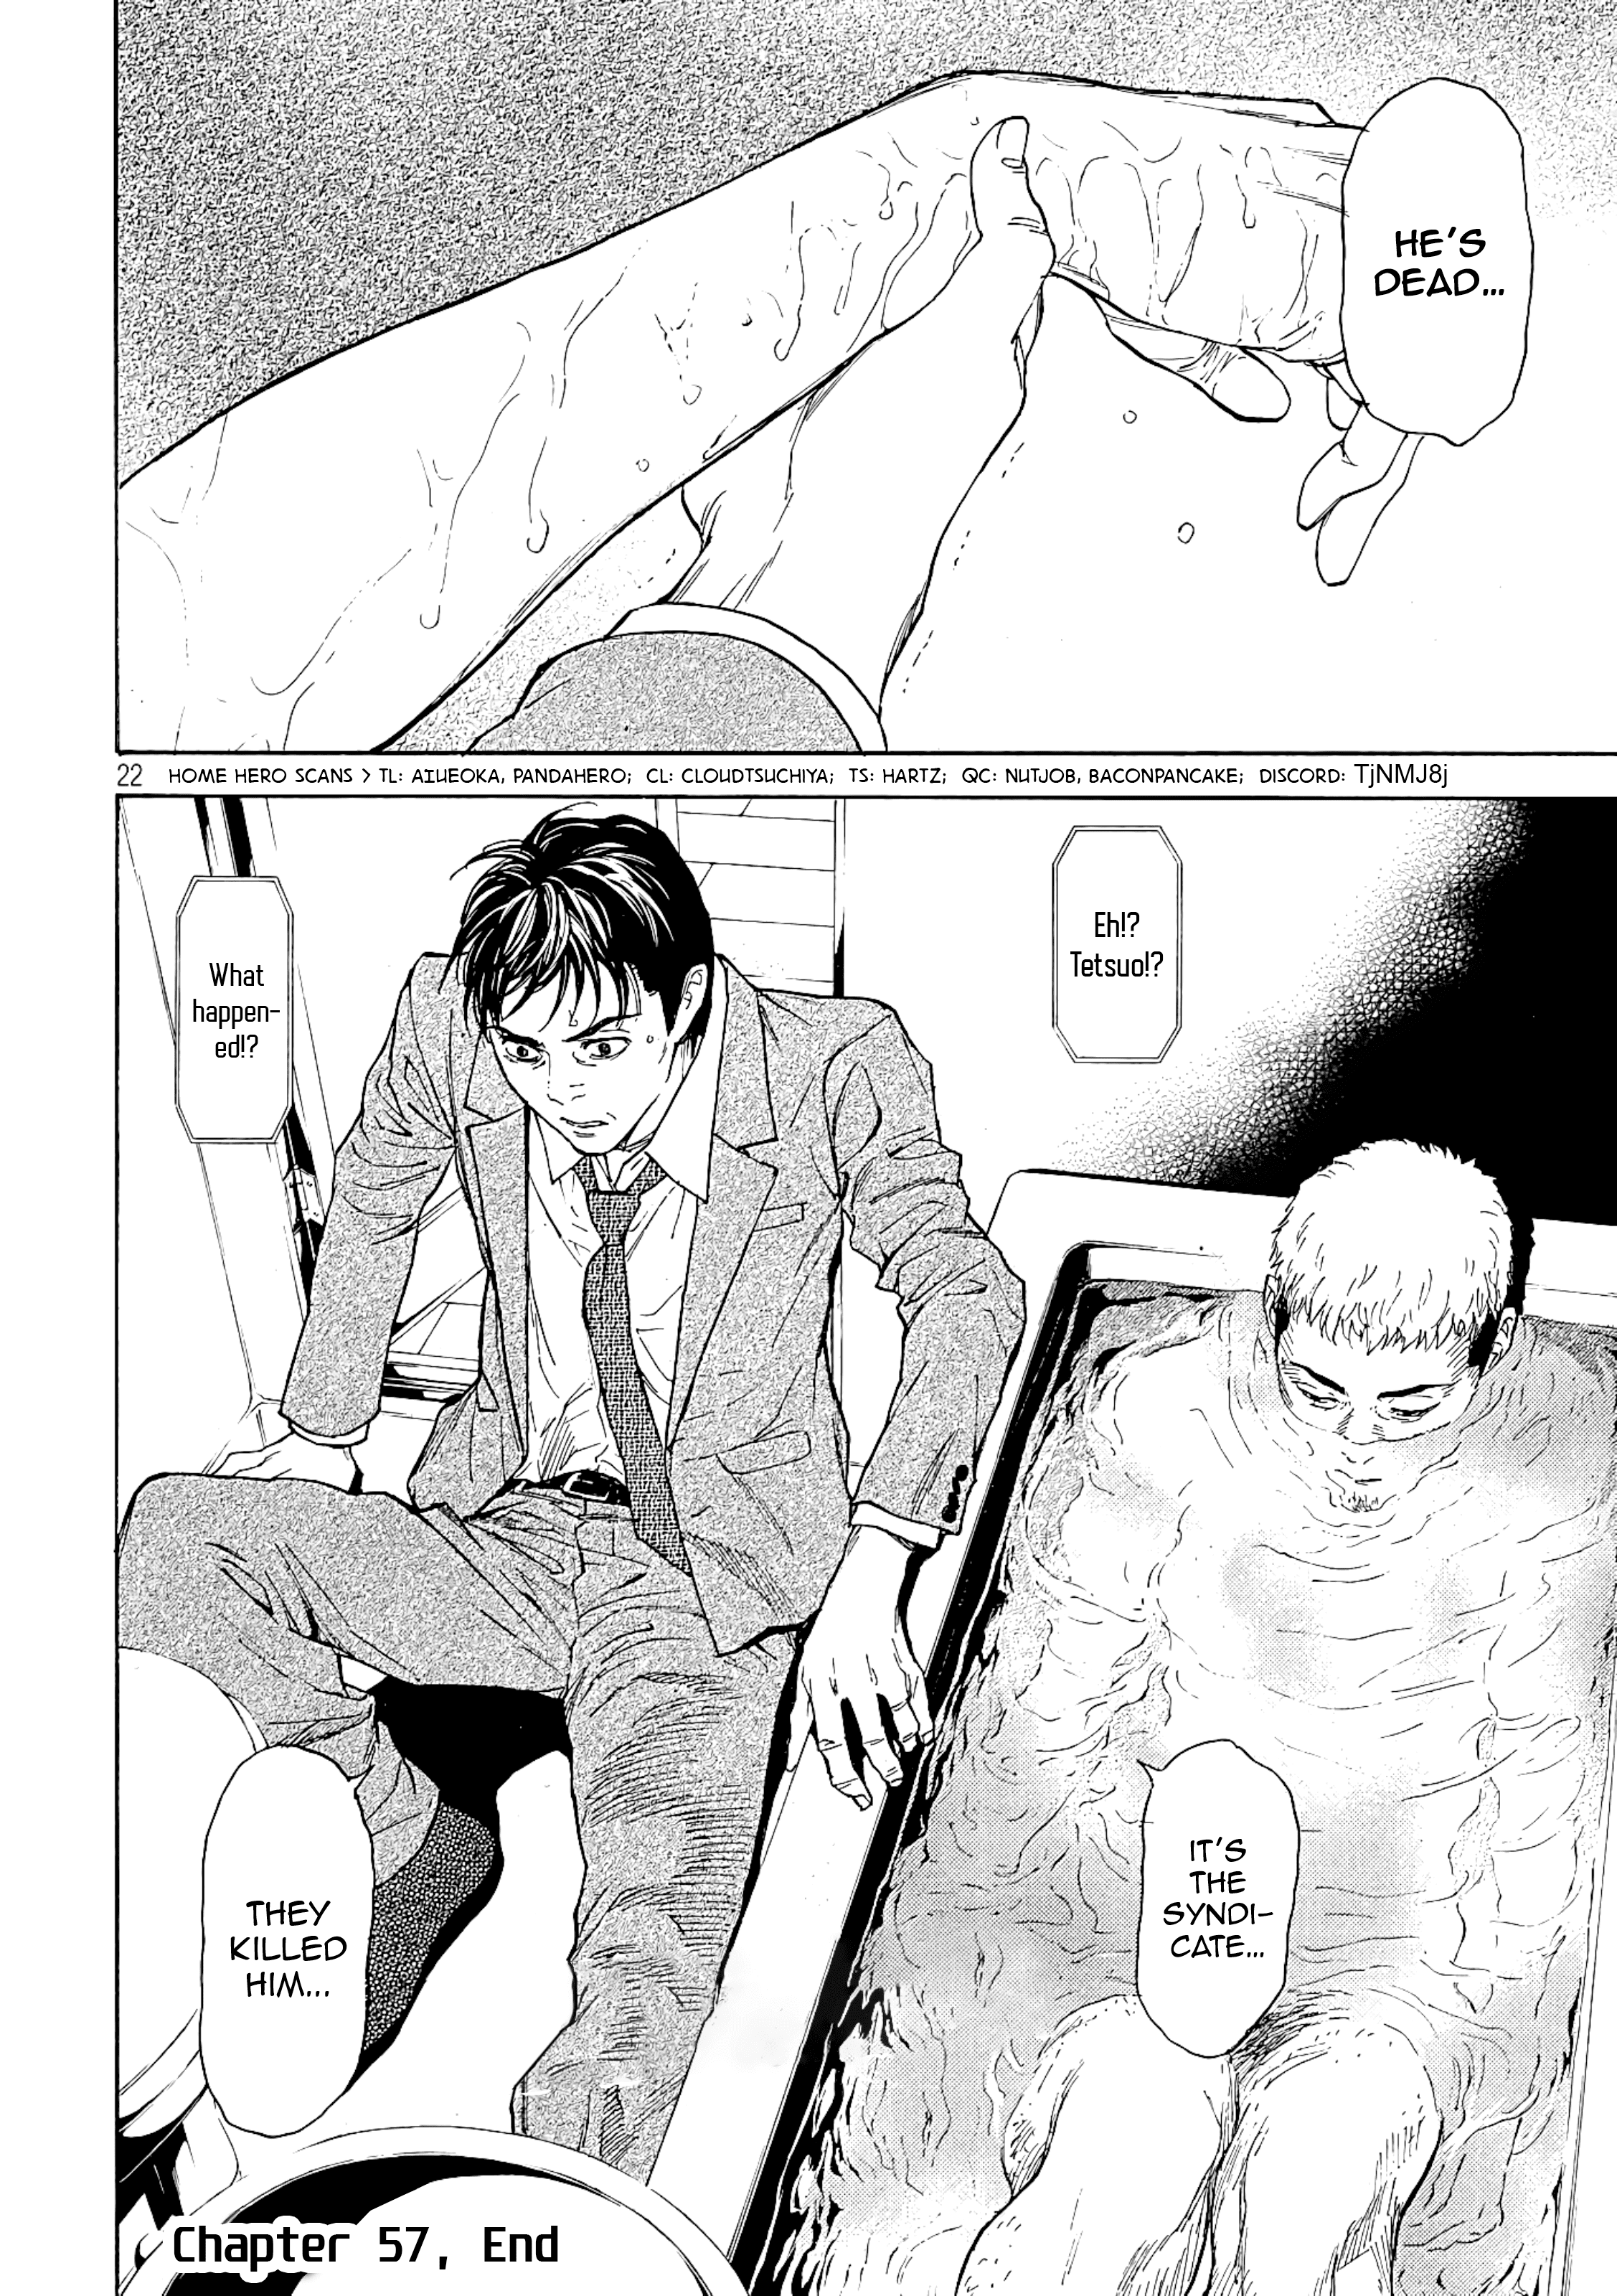 HE'S
DEAD...
22 HOME HERO SCANS > TL: AIUEOKA, PANDAHERO; CL: CLOUDTSUCHIYA; TS: HARTZ; QC: NUTJOB, BACONPANCAKE; DISCORD: TjNMJ8j
Eh!?
Tetsuo!?
What
happen-
ed!?
IT'S
THE
SYNDI-
CATE...
THEY
KILLED
HIM...
Chapter 57, End